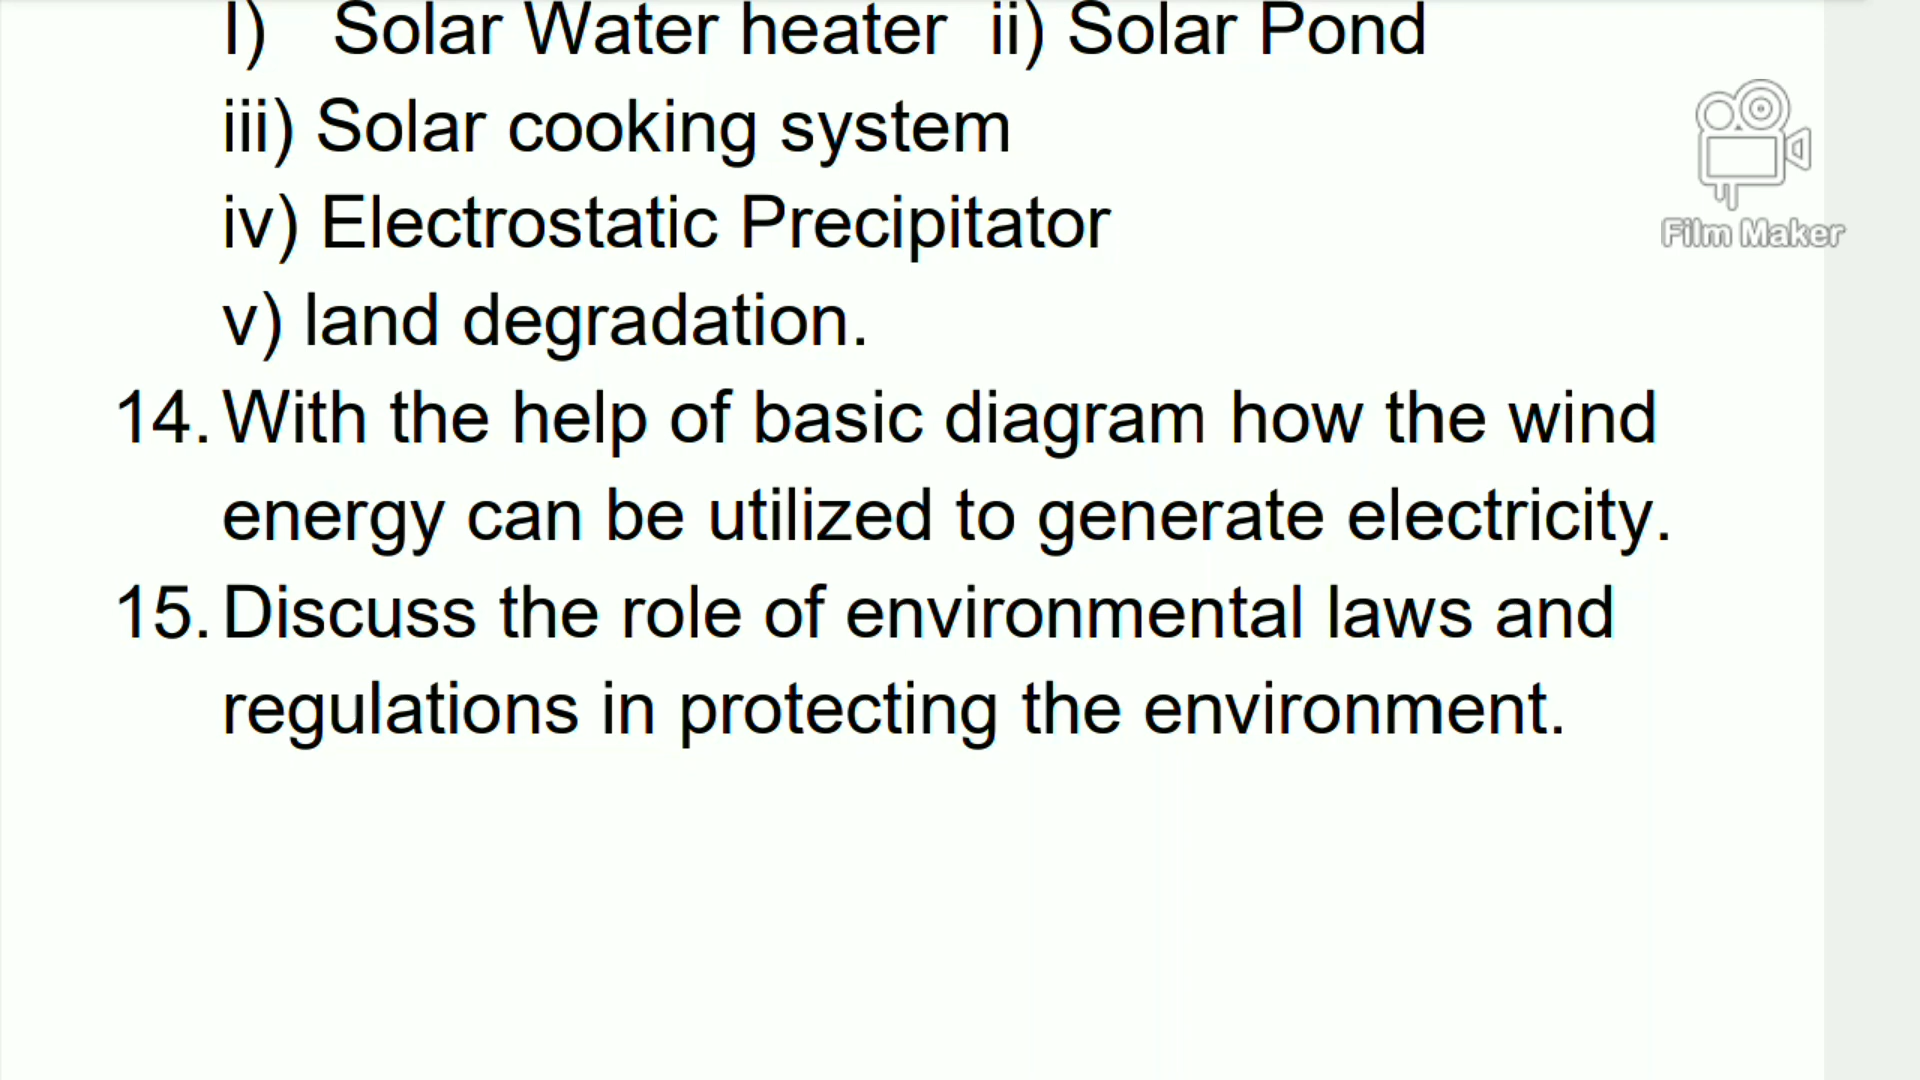 I) Solar Water heater ii) Solar Pond
iii) Solar cooking system
iv) Electrostatic Precipitator
v) land degradation.
14. With the help of basic diagram how the wind
energy can be utilized to generate electricity.
15. Discuss the role of environmental laws and
regulations in protecting the environment.
Film Maker